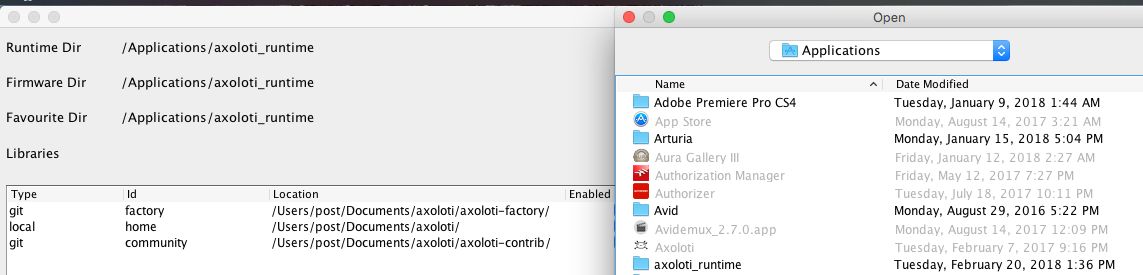 Runtime Dir /Applications/axoloti_runtime
Firmware Dir /Applications/axoloti_runtime
Favourite Dir /Applications/axoloti_runtime
Libraries
Type Id Location Enabled
git factory /Users/post/Documents/axoloti/axoloti-factory/
local home /Users/post/Documents/axoloti/
git community /Users/post/Documents/axoloti/axoloti-contrib/
Open
Applications
Name Date Modified
Adobe Premiere Pro CS4 Tuesday, January 9, 2018 1:44 AM
App Store Monday, August 14, 2017 3:21 AM
Arturia Monday, January 15, 2018 5:04 PM
Aura Gallery III Friday, January 12, 2018 2:27 AM
Authorization Manager Friday, May 12, 2017 7:27 PM
Authorizer Tuesday, July 18, 2017 10:11 PM
Avid Monday, August 29, 2016 5:22 PM
Avidemux_2.7.0.app Monday, August 14, 2017 12:09 PM
Axoloti Tuesday, February 7, 2017 9:16 PM
axoloti_runtime Tuesday, February 20, 2018 1:36 PM